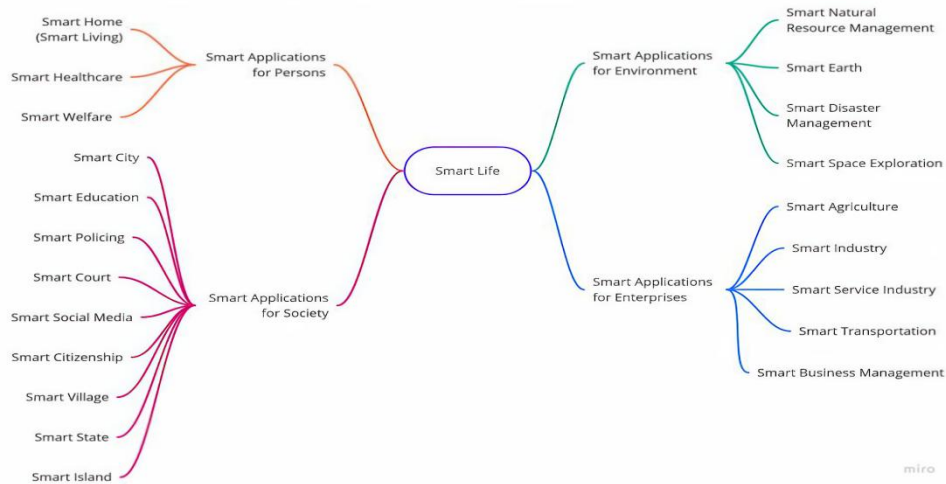 Smart Home
(Smart Living)
Smart Healthcare
Smart Welfare
Smart Applications
for Persons
Smart City
Smart Education
Smart Policing
Smart Court
Smart Social Media
Smart Citizenship
Smart Village
Smart State
Smart Island
Smart Applications
for Society
Smart Life
Smart Applications
for Environment
Smart Natural
Resource Management
Smart Earth
Smart Disaster
Management
Smart Space Exploration
Smart Applications
for Enterprises
Smart Agriculture
Smart Industry
Smart Service Industry
Smart Transportation
Smart Business Management
miro